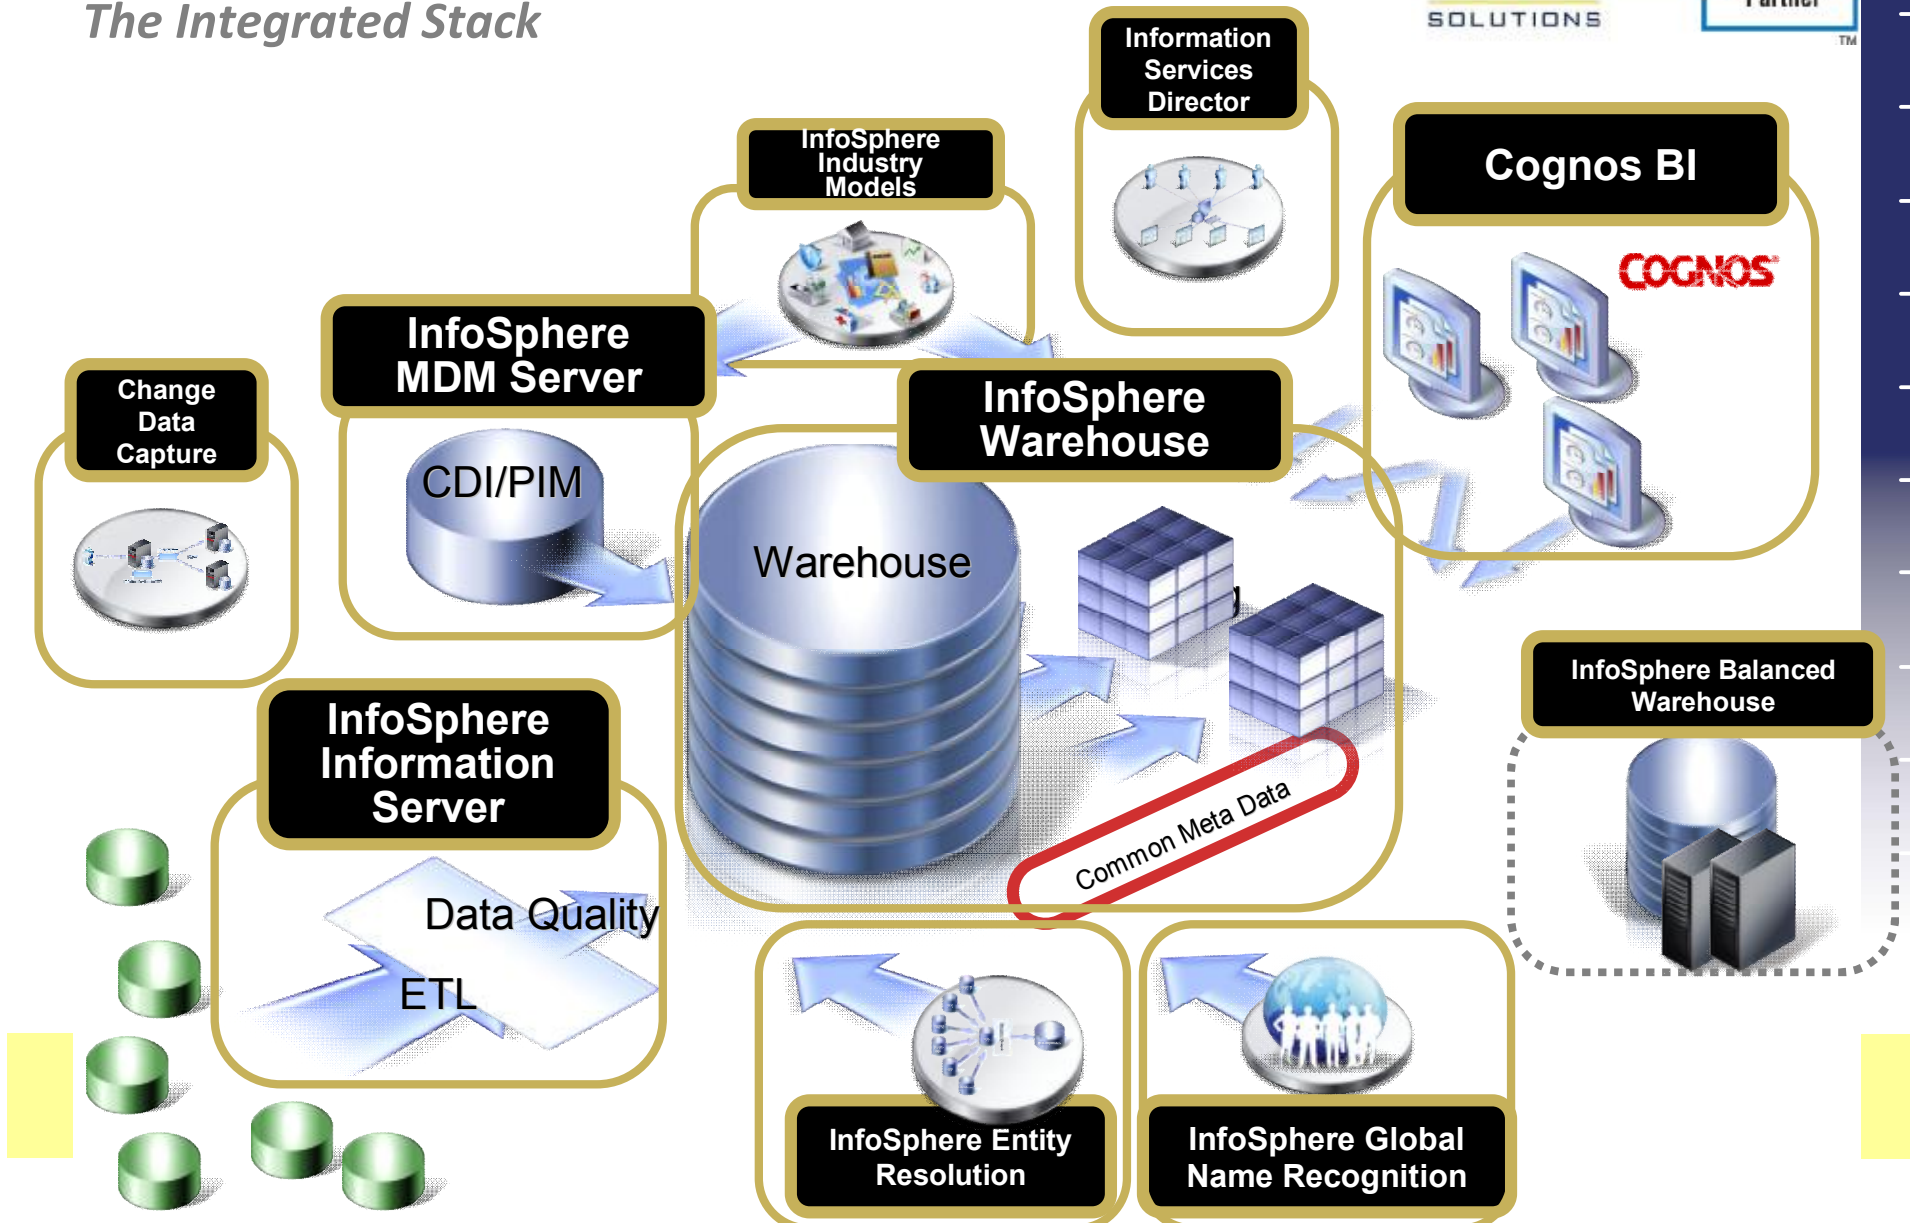 The Integrated Stack
SOLUTIONS
Partner
TM
Information
Services
Director
InfoSphere
Industry
Models
Cognos BI
COGNOS
InfoSphere
MDM Server
Change
Data
Capture
InfoSphere
Warehouse
CDI/PIM
Warehouse
InfoSphere Balanced
Warehouse
InfoSphere
Information
Server
Common Meta Data
Data Quality
ETL
InfoSphere Entity
Resolution
InfoSphere Global
Name Recognition